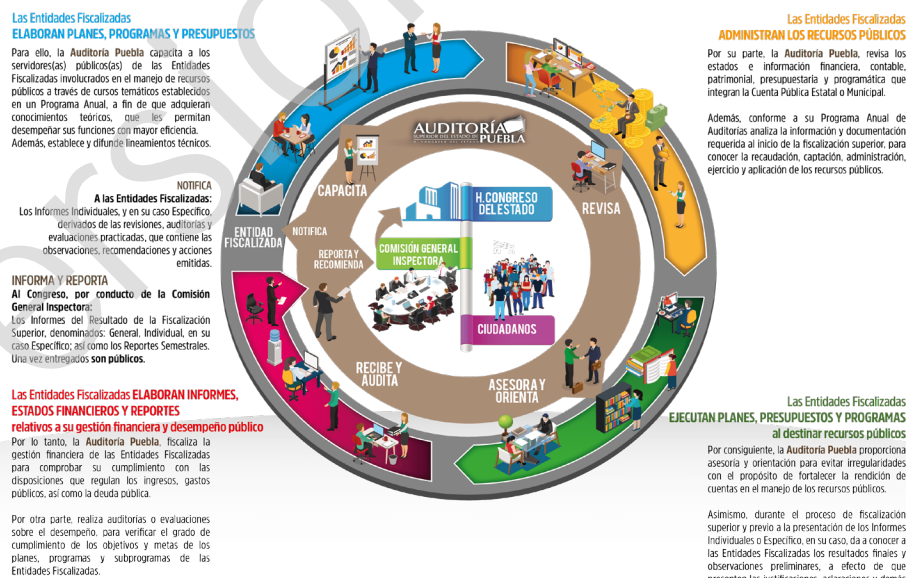 Las Entidades Fiscalizadas
ELABORAN PLANES, PROGRAMAS Y PRESUPUESTOS
Para ello, la Auditoría Puebla capacita a los
servidores(as) públicos(as) de las Entidades
Fiscalizadas involucrados en el manejo de recursos
públicos a través de cursos temáticos establecidos
en un Programa Anual, a fin de que adquieran
conocimientos teóricos, que les permitan
desempeñar sus funciones con mayor eficiencia.
Además, establece y difunde lineamientos técnicos.
NOTIFICA
A las Entidades Fiscalizadas:
Los Informes Individuales, y en su caso Específico,
derivados de las revisiones, auditorías y
evaluaciones practicadas, que contiene las
observaciones, recomendaciones y acciones
emitidas.
INFORMA Y REPORTA
Al Congreso, por conducto de la Comisión
General Inspectora:
Los Informes del Resultado de la Fiscalización
Superior, denominados: General, Individual, en su
caso Específico; así como los Reportes Semestrales.
Una vez entregados son públicos.
Las Entidades Fiscalizadas ELABORAN INFORMES,
ESTADOS FINANCIEROS Y REPORTES
relativos a su gestión financiera y desempeño público
Por lo tanto, la Auditoría Puebla, fiscaliza la
gestión financiera de las Entidades Fiscalizadas
para comprobar su cumplimiento con las
disposiciones que regulan los ingresos, gastos
públicos, así como la deuda pública.
Por otra parte, realiza auditorías o evaluaciones
sobre el desempeño, para verificar el grado de
cumplimiento de los objetivos y metas de los
planes, programas y subprogramas de las
Entidades Fiscalizadas.
AUDITORÍA
SUPERIOR DEL ESTADO DE
PUEBLA
CAPACITA
H. CONGRESO
DEL ESTADO
REVISA
ENTIDAD
FISCALIZADA
NOTIFICA
REPORTA Y
RECOMIENDA
COMISIÓN GENERAL
INSPECTORA
CIUDADANOS
RECIBE Y
AUDITA
ASESORA Y
ORIENTA
Las Entidades Fiscalizadas
ADMINISTRAN LOS RECURSOS PÚBLICOS
Por su parte, la Auditoría Puebla, revisa los
estados e información financiera, contable,
patrimonial, presupuestaria y programática que
integran la Cuenta Pública Estatal o Municipal.
Además, conforme a su Programa Anual de
Auditorías analiza la información y documentación
requerida al inicio de la fiscalización superior, para
conocer la recaudación, captación, administración,
ejercicio y aplicación de los recursos públicos.
Las Entidades Fiscalizadas
EJECUTAN PLANES, PRESUPUESTOS Y PROGRAMAS
al destinar recursos públicos
Por consiguiente, la Auditoría Puebla proporciona
asesoría y orientación para evitar irregularidades
con el propósito de fortalecer la rendición de
cuentas en el manejo de los recursos públicos.
Asimismo, durante el proceso de fiscalización
superior y previo a la presentación de los Informes
Individuales o Específico, en su caso, da a conocer a
las Entidades Fiscalizadas los resultados finales y
observaciones preliminares, a efecto de que